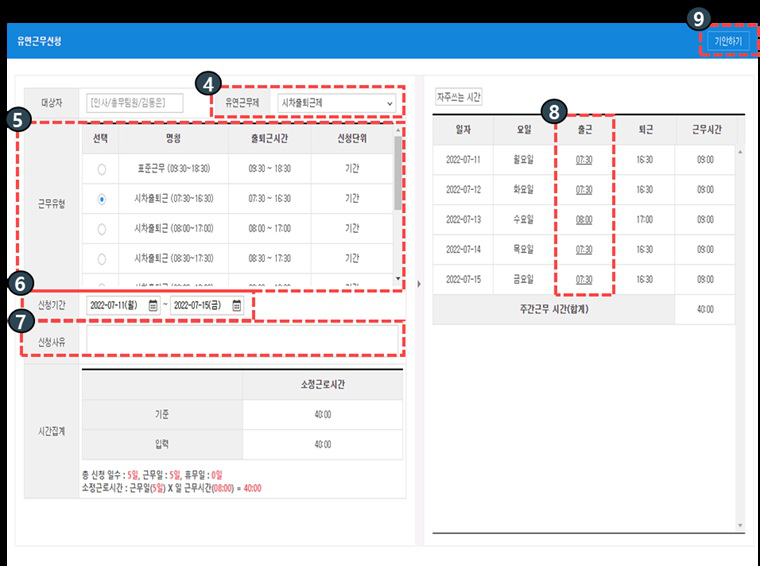 9
유연근무신청
기안하기
4
대상자 [인사/총무팀원/김동은] 유연근무제 시차출퇴근제
5
선택 명칭 출퇴근시간 신청단위
표준근무 (09:30~18:30) 09:30 ~ 18:30 기간
시차출퇴근 (07:30~16:30) 07:30 ~ 16:30 기간
근무유형
시차출퇴근 (08:00~17:00) 08:00 ~ 17:00 기간
시차출퇴근 (08:30~17:30) 08:30 ~ 17:30 기간
6
신청기간 2022-07-11(월) ~ 2022-07-15(금)
7
신청사유
소정근로시간
기준 40:00
시간집계
입력 40:00
총 신청 일수 : 5일, 근무일 : 5일, 휴무일 : 0일
소정근로시간 : 근무일(5일) X 일 근무시간(08:00) = 40:00
자주쓰는 시간
8
일자 요일 출근 퇴근 근무시간
2022-07-11 월요일 07:30 16:30 09:00
2022-07-12 화요일 07:30 16:30 09:00
2022-07-13 수요일 08:00 17:00 09:00
2022-07-14 목요일 07:30 16:30 09:00
2022-07-15 금요일 07:30 16:30 09:00
주간근무 시간(합계) 40:00